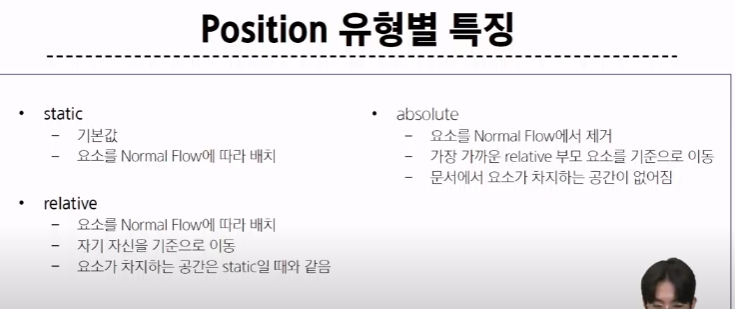 Position 유형별 특징
• static
– 기본값
– 요소를 Normal Flow에 따라 배치
• relative
– 요소를 Normal Flow에 따라 배치
– 자기 자신을 기준으로 이동
– 요소가 차지하는 공간은 static일 때와 같음
• absolute
– 요소를 Normal Flow에서 제거
– 가장 가까운 relative 부모 요소를 기준으로 이동
– 문서에서 요소가 차지하는 공간이 없어짐